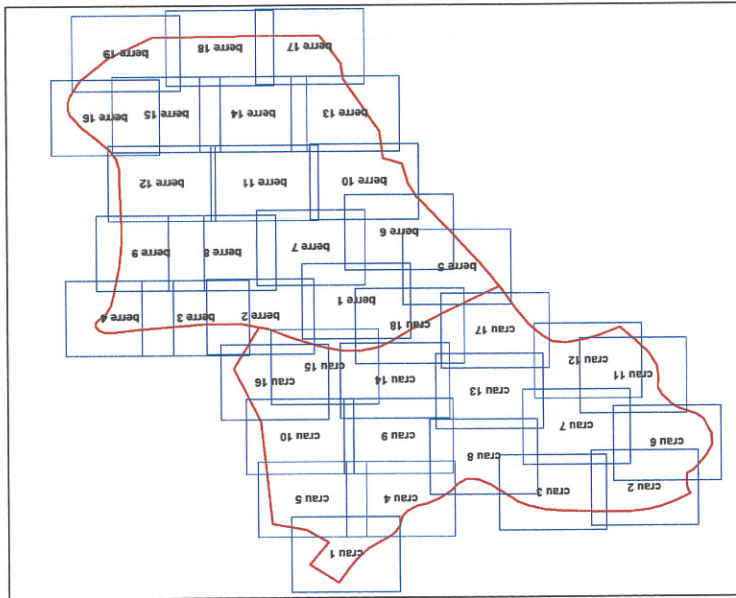 crau 1
crau 5
crau 4
crau 3
crau 2
crau 10
crau 9
crau 8
crau 7
crau 6
crau 16
crau 15
crau 14
crau 13
crau 12
crau 11
berre 4
berre 3
berre 2
berre 1
crau 18
crau 17
berre 9
berre 8
berre 7
berre 6
berre 5
berre 12
berre 11
berre 10
berre 16
berre 15
berre 14
berre 13
berre 19
berre 18
berre 17